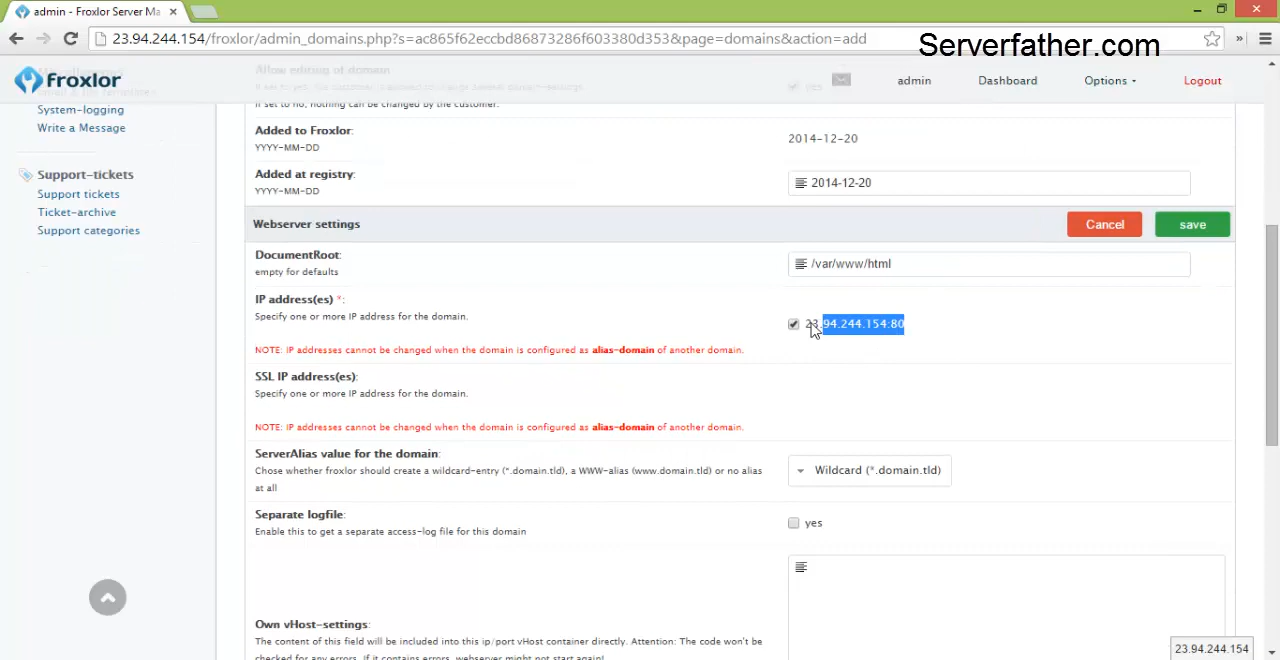 admin - Froxlor Server Ma
23.94.244.154/froxlor/admin_domains.php?s=ac865f62eccbd86873286f603380d353&page=domains&action=add
Serverfather.com
froxlor
admin
Dashboard
Options
Logout
System-logging
Write a Message
Support-tickets
Support tickets
Ticket-archive
Support categories
Allow editing of domain
yes
If set to no, nothing can be changed by the customer.
Added to Froxlor:
YYYY-MM-DD
2014-12-20
Added at registry:
YYYY-MM-DD
2014-12-20
Webserver settings
Cancel
save
DocumentRoot:
empty for defaults
/var/www/html
IP address(es) *:
Specify one or more IP address for the domain.
23.94.244.154:80
NOTE: IP addresses cannot be changed when the domain is configured as alias-domain of another domain.
SSL IP address(es):
Specify one or more IP address for the domain.
NOTE: IP addresses cannot be changed when the domain is configured as alias-domain of another domain.
ServerAlias value for the domain:
Chose whether froxlor should create a wildcard-entry (*.domain.tld), a WWW-alias (www.domain.tld) or no alias
at all
Wildcard (*.domain.tld)
Separate logfile:
Enable this to get a separate access-log file for this domain
yes
Own vHost-settings:
The content of this field will be included into this ip/port vHost container directly. Attention: The code won't be
checked for any errors. If it contains errors, webserver might not start again!
23.94.244.154